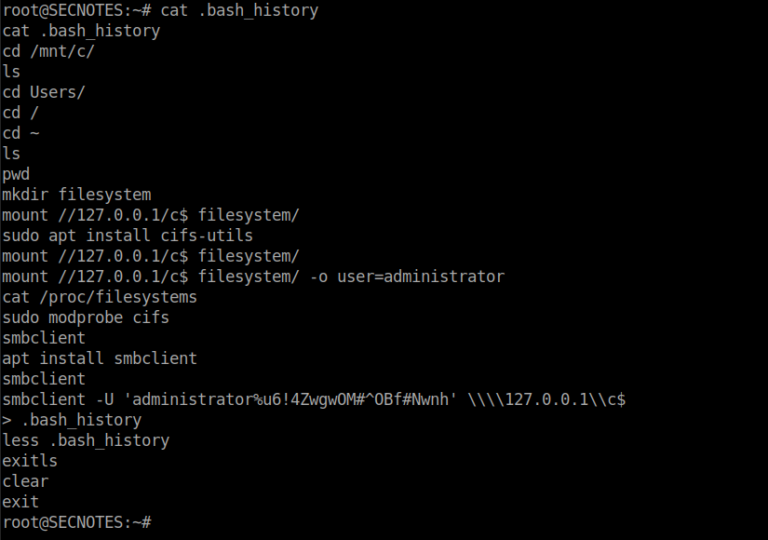 root@SECNOTES:~# cat .bash_history
cat .bash_history
cd /mnt/c/
ls
cd Users/
cd /
cd ~
ls
pwd
mkdir filesystem
mount //127.0.0.1/c$ filesystem/
sudo apt install cifs-utils
mount //127.0.0.1/c$ filesystem/
mount //127.0.0.1/c$ filesystem/ -o user=administrator
cat /proc/filesystems
sudo modprobe cifs
smbclient
apt install smbclient
smbclient
smbclient -U 'administrator%u6!4ZwgwOM#^OBf#Nwnh' \\\\127.0.0.1\\c$
> .bash_history
less .bash_history
exitls
clear
exit
root@SECNOTES:~#